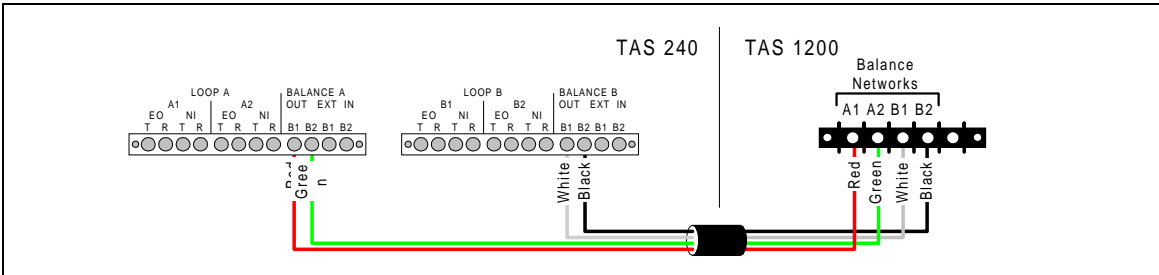 TAS 240 TAS 1200
Balance
Networks
LOOP A BALANCE A
A1 A2 OUT EXT IN
EO NI EO NI
T R T R T R T R B1 B2 B1 B2
LOOP B BALANCE B
B1 B2 OUT EXT IN
EO NI EO NI
T R T R T R T R B1 B2 B1 B2
A1 A2 B1 B2
Red
Gree
n
White
Black
Red
Green
White
Black